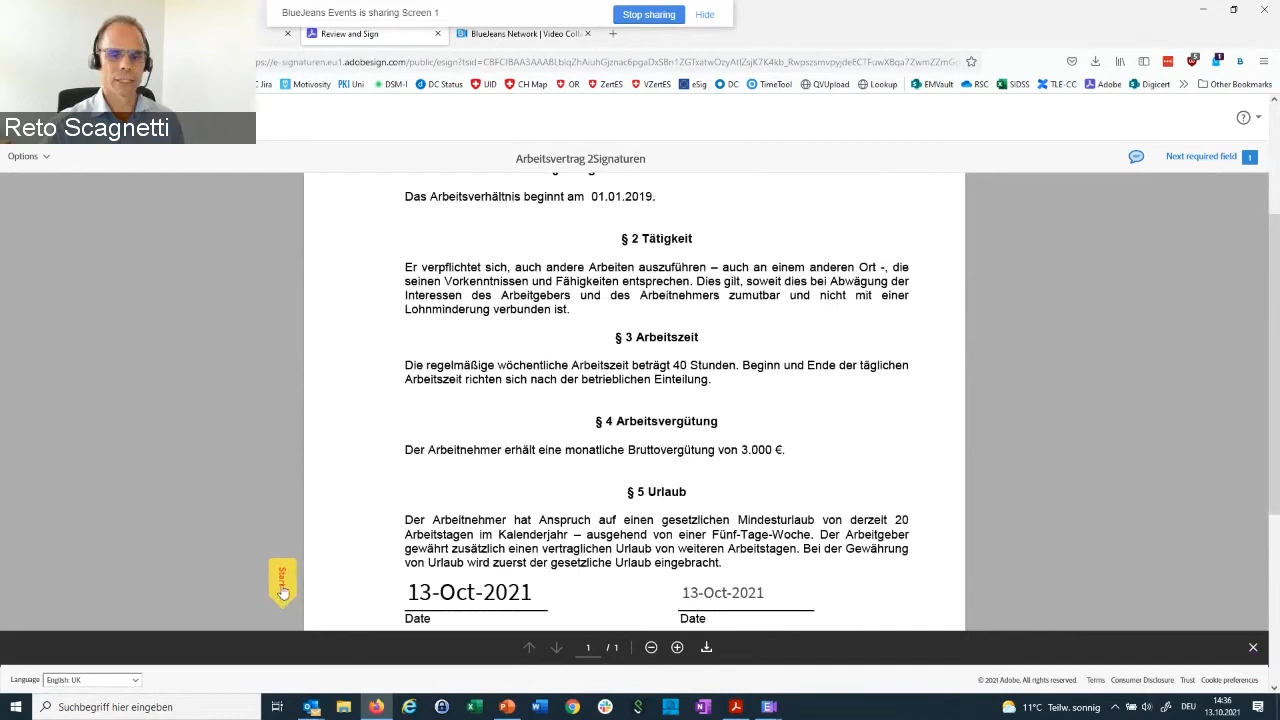 BlueJeans Events is sharing Screen 1
Stop sharing
Hide
Review and Sign
BlueJeans Network | Video Colla
Jira
Motivosity
PKI Uni
DSM-I
DC Status
UID
CH Map
OR
ZertES
VZertES
eSig
DC
TimeTool
QVUpload
Lookup
EMVault
RSC
SIDSS
TLE-CC
Adobe
Digicert
Other Bookmarks
Reto Scagnetti
Options
Arbeitsvertrag 2Signaturen
Next required field
1
Das Arbeitsverhältnis beginnt am 01.01.2019.
§ 2 Tätigkeit
Er verpflichtet sich, auch andere Arbeiten auszuführen – auch an einem anderen Ort -, die
seinen Vorkenntnissen und Fähigkeiten entsprechen. Dies gilt, soweit dies bei Abwägung der
Interessen des Arbeitgebers und des Arbeitnehmers zumutbar und nicht mit einer
Lohnminderung verbunden ist.
§ 3 Arbeitszeit
Die regelmäßige wöchentliche Arbeitszeit beträgt 40 Stunden. Beginn und Ende der täglichen
Arbeitszeit richten sich nach der betrieblichen Einteilung.
§ 4 Arbeitsvergütung
Der Arbeitnehmer erhält eine monatliche Bruttovergütung von 3.000 €.
§ 5 Urlaub
Der Arbeitnehmer hat Anspruch auf einen gesetzlichen Mindesturlaub von derzeit 20
Arbeitstagen im Kalenderjahr – ausgehend von einer Fünf-Tage-Woche. Der Arbeitgeber
gewährt zusätzlich einen vertraglichen Urlaub von weiteren Arbeitstagen. Bei der Gewährung
von Urlaub wird zuerst der gesetzliche Urlaub eingebracht.
Start
13-Oct-2021
13-Oct-2021
Date
Date
1 / 1
Language
English: UK
© 2021 Adobe. All rights reserved.
Terms
Consumer Disclosure
Trust
Cookie preferences
Suchbegriff hier eingeben
11°C Teilw. sonnig
14:36
13.10.2021